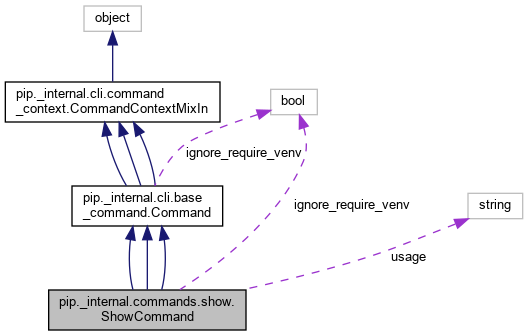 object
pip._internal.cli.command
_context.CommandContextMixIn
bool
ignore_require_venv
pip._internal.cli.base
_command.Command
ignore_require_venv
string
usage
pip._internal.commands.show.
ShowCommand